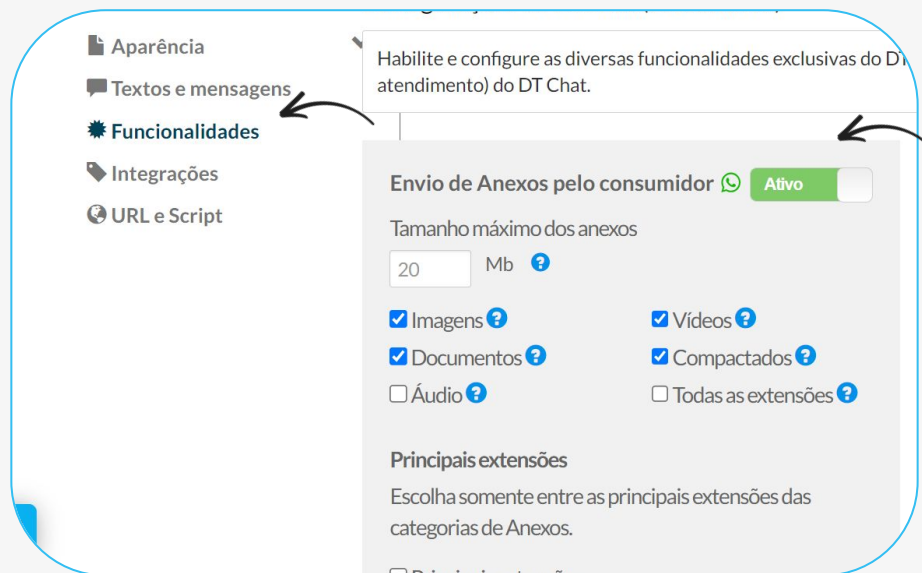 Aparência
Textos e mensagens
Funcionalidades
Integrações
URL e Script
Habilite e configure as diversas funcionalidades exclusivas do
atendimento) do DT Chat.
Envio de Anexos pelo consumidor Ativo
Tamanho máximo dos anexos
20 Mb
Imagens Vídeos
Documentos Compactados
Áudio Todas as extensões
Principais extensões
Escolha somente entre as principais extensões das
categorias de Anexos.